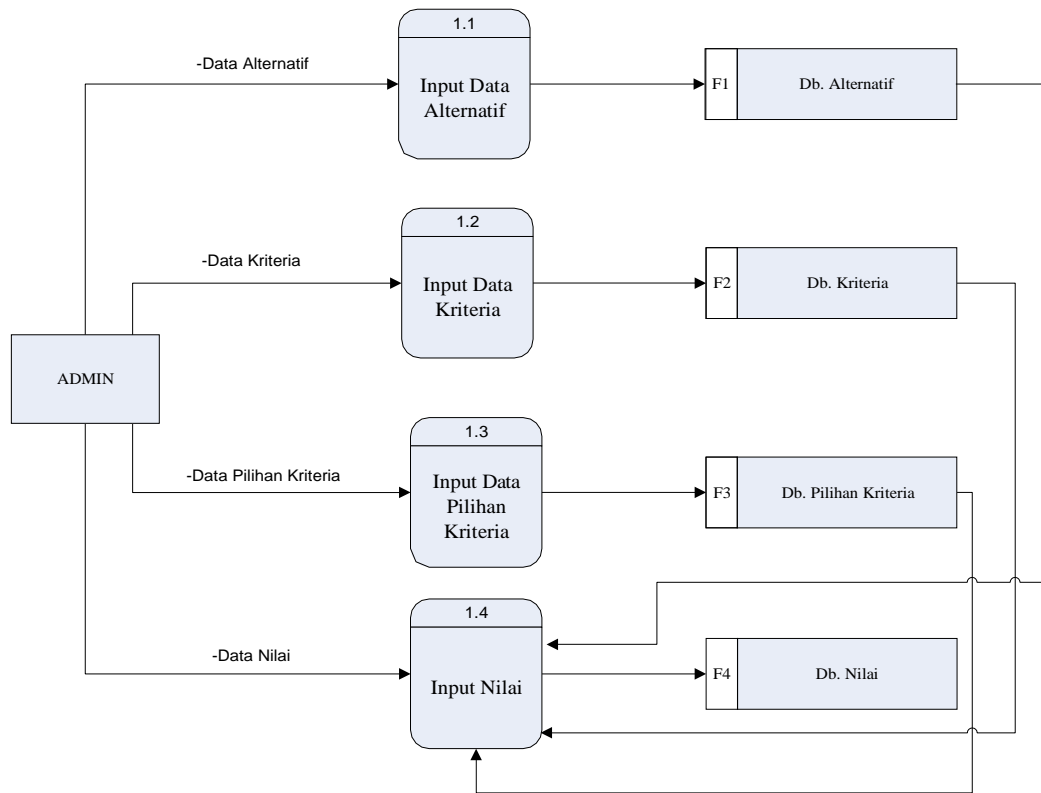 1.1
-Data Alternatif
Input Data
Alternatif
F1
Db. Alternatif
1.2
-Data Kriteria
Input Data
Kriteria
F2
Db. Kriteria
ADMIN
1.3
-Data Pilihan Kriteria
Input Data
Pilihan
Kriteria
F3
Db. Pilihan Kriteria
1.4
-Data Nilai
Input Nilai
F4
Db. Nilai